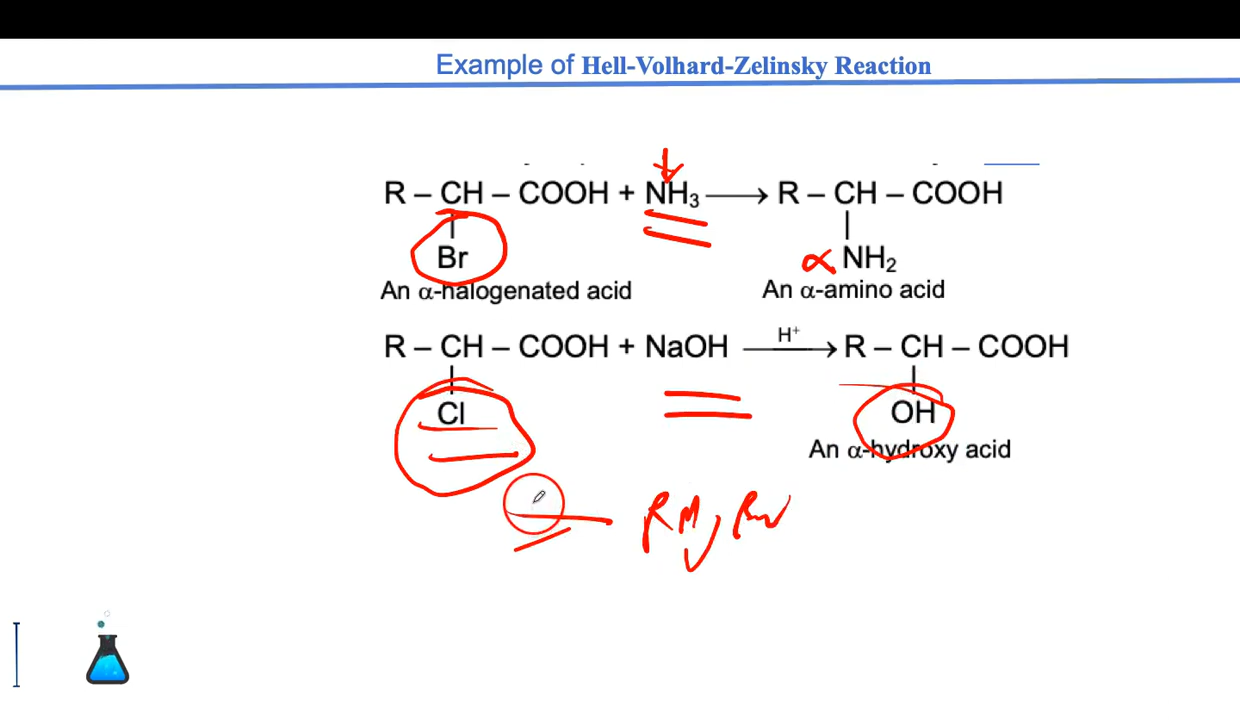 Example of Hell-Volhard-Zelinsky Reaction
R – CH – COOH + NH₃ ⟶ R – CH – COOH
| |
Br α NH₂
An α-halogenated acid An α-amino acid
R – CH – COOH + NaOH H⁺⟶ R – CH – COOH
| |
Cl OH
An α-hydroxy acid